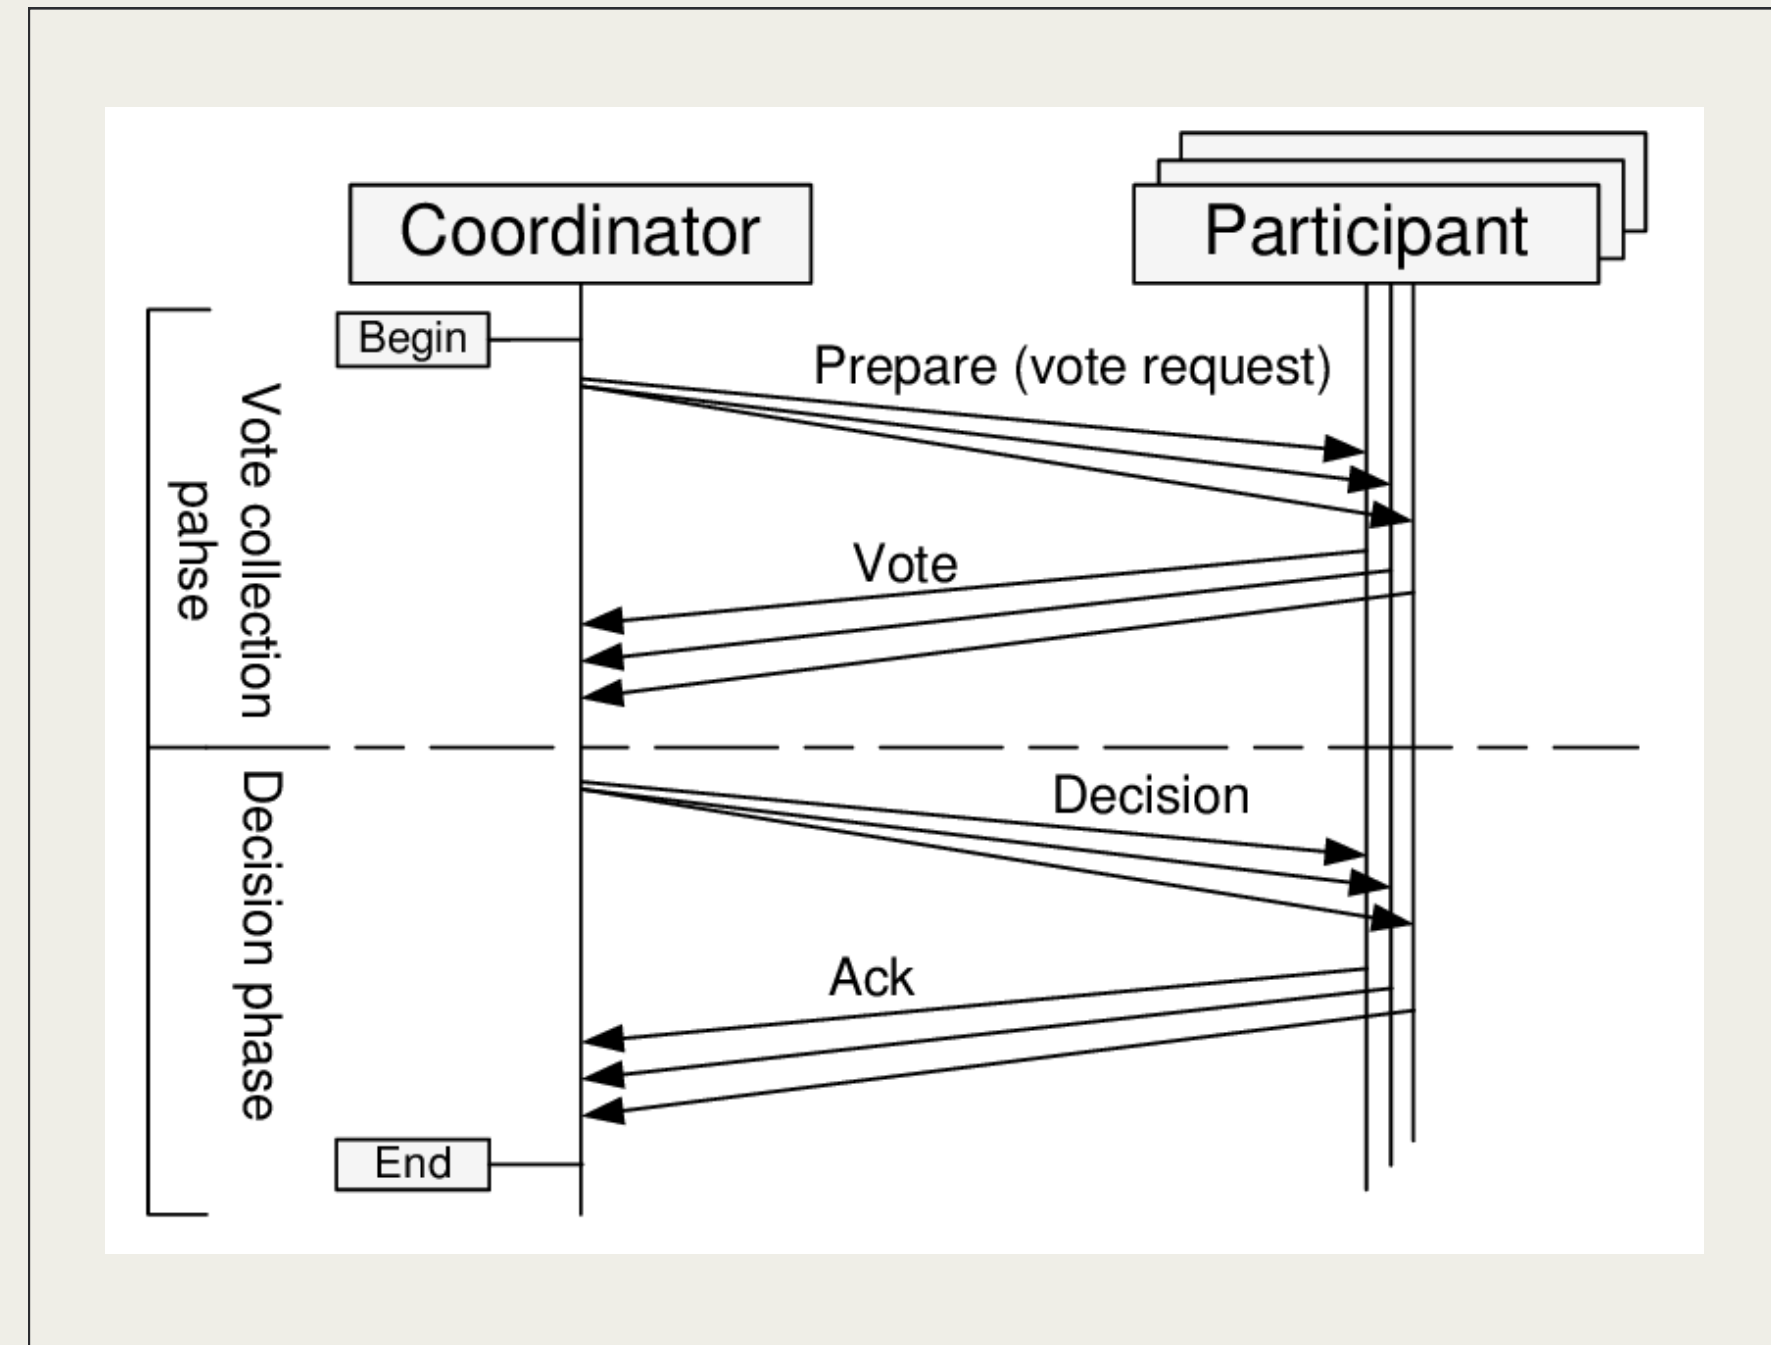 Coordinator
Participant
Begin
Prepare (vote request)
Vote collection
pahse
Vote
Decision
Decision phase
Ack
End